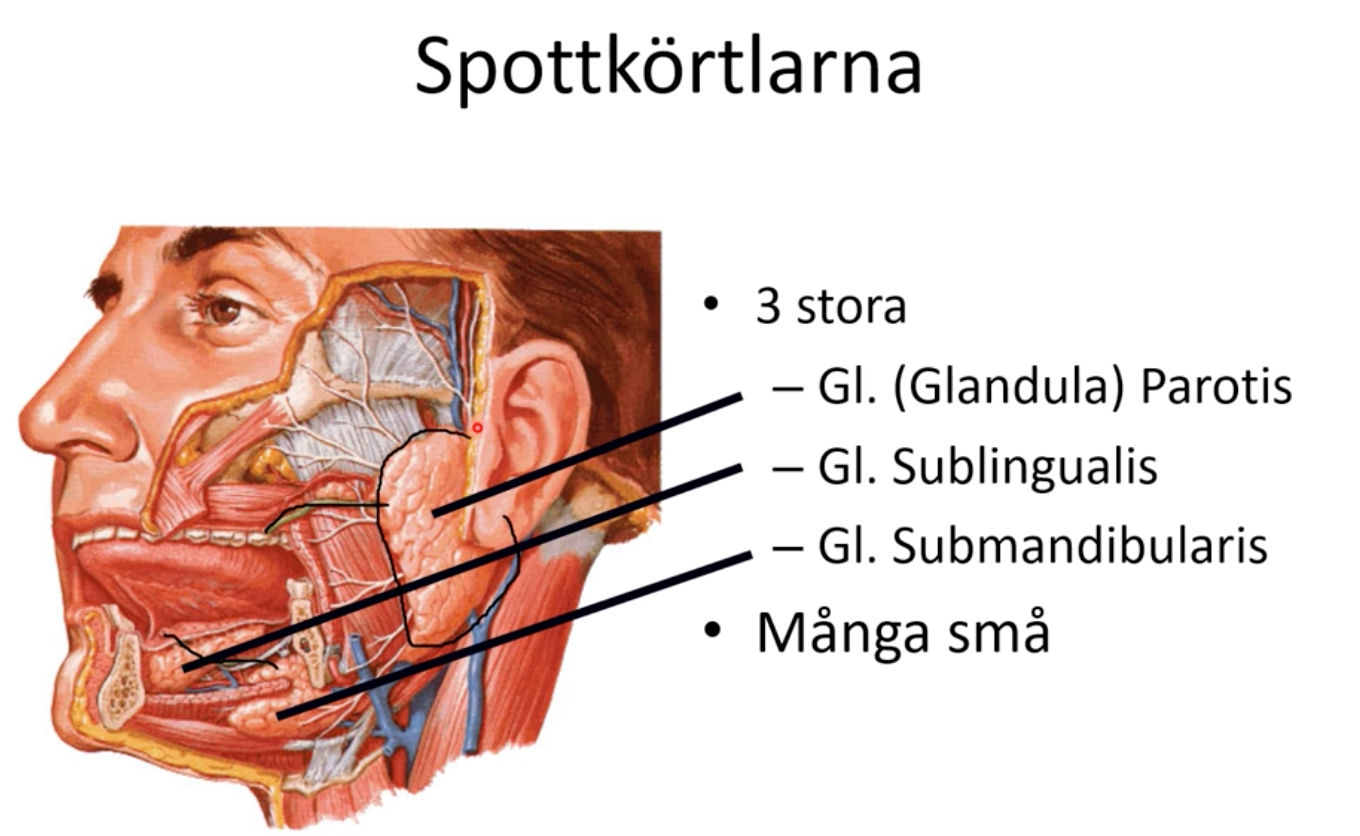 Spottkörtlarna
• 3 stora
– Gl. (Glandula) Parotis
– Gl. Sublingualis
– Gl. Submandibularis
• Många små